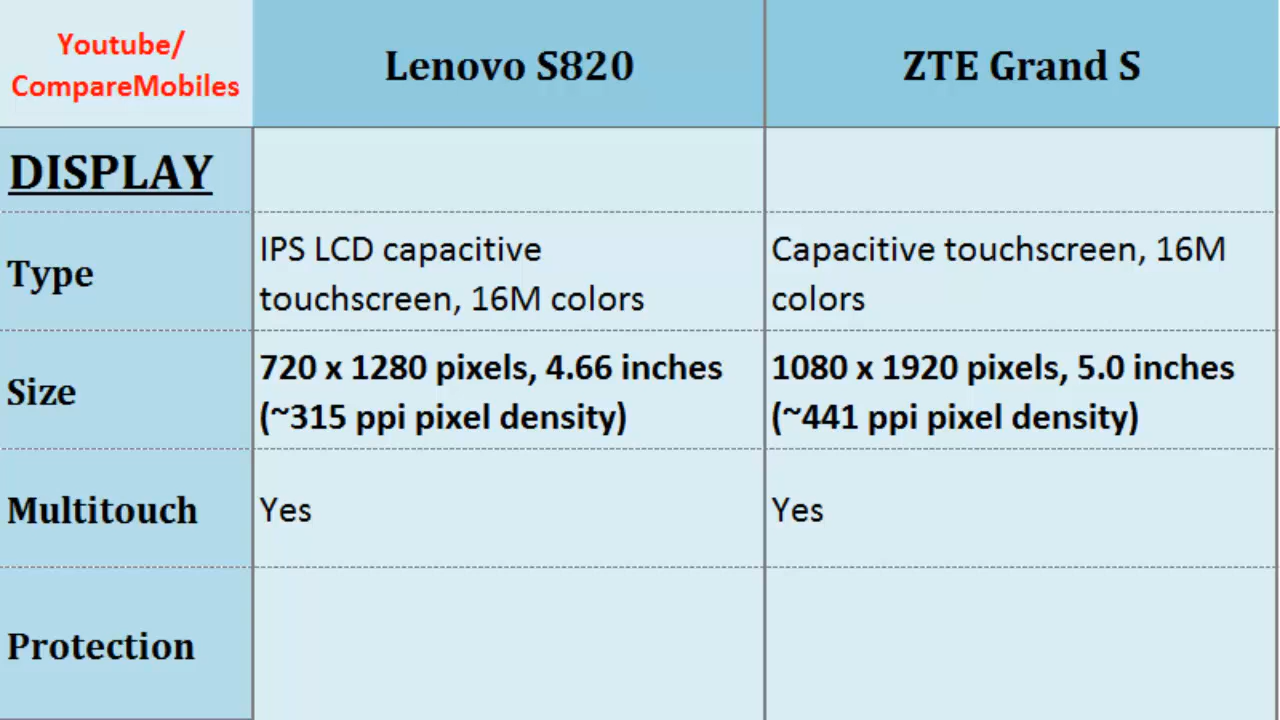 Youtube/
CompareMobiles
Lenovo S820
ZTE Grand S
DISPLAY
Type
IPS LCD capacitive
touchscreen, 16M colors
Capacitive touchscreen, 16M
colors
Size
720 x 1280 pixels, 4.66 inches
(~315 ppi pixel density)
1080 x 1920 pixels, 5.0 inches
(~441 ppi pixel density)
Multitouch
Yes
Yes
Protection